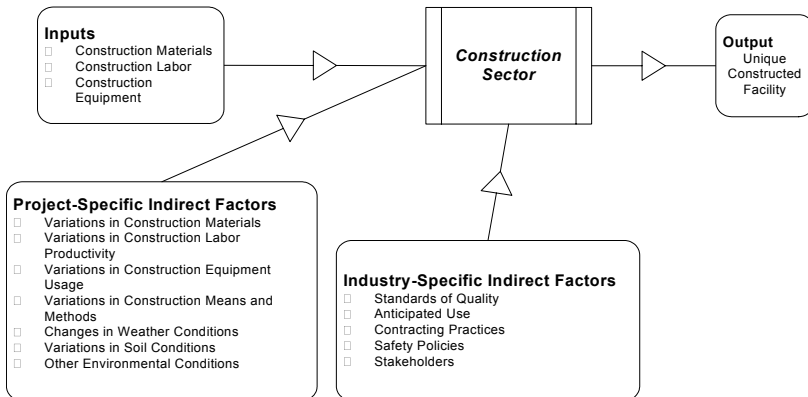 Inputs
Construction Materials
Construction Labor
Construction
Equipment
Construction
Sector
Output
Unique
Constructed
Facility
Project-Specific Indirect Factors
Variations in Construction Materials
Variations in Construction Labor
Productivity
Variations in Construction Equipment
Usage
Variations in Construction Means and
Methods
Changes in Weather Conditions
Variations in Soil Conditions
Other Environmental Conditions
Industry-Specific Indirect Factors
Standards of Quality
Anticipated Use
Contracting Practices
Safety Policies
Stakeholders